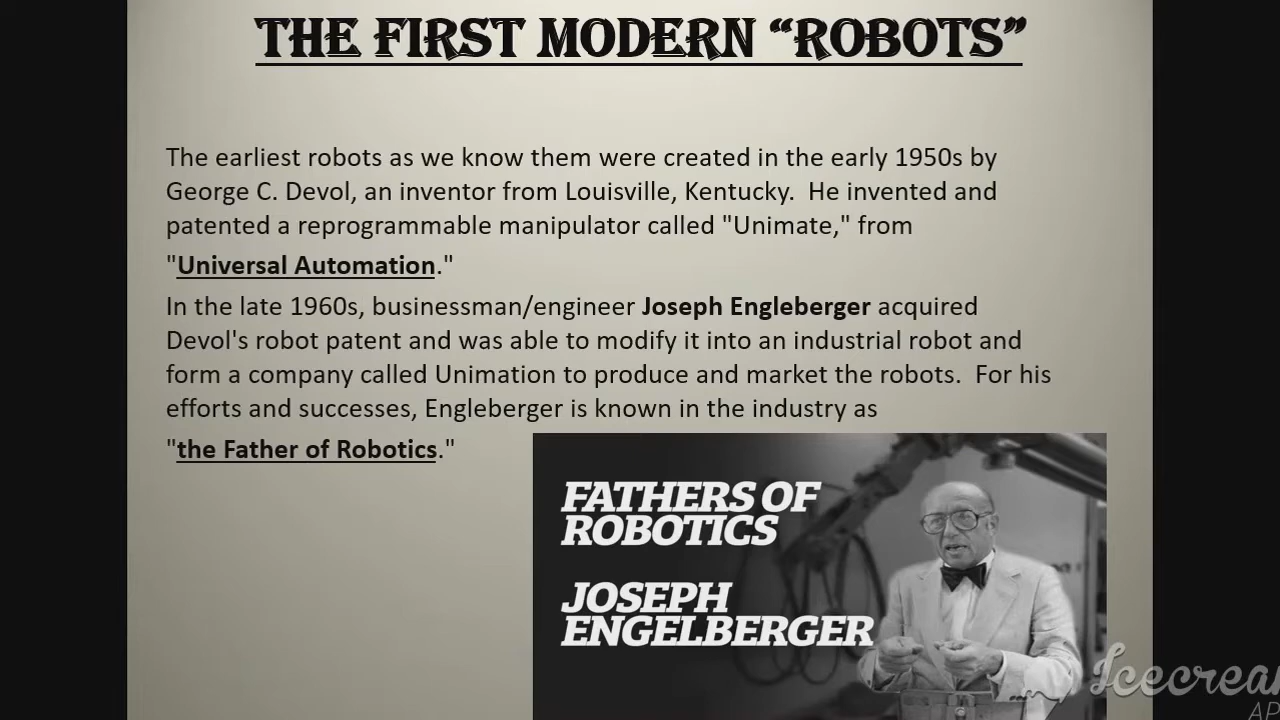 THE FIRST MODERN “ROBOTS”
The earliest robots as we know them were created in the early 1950s by
George C. Devol, an inventor from Louisville, Kentucky.  He invented and
patented a reprogrammable manipulator called "Unimate," from
"Universal Automation."
In the late 1960s, businessman/engineer Joseph Engleberger acquired
Devol's robot patent and was able to modify it into an industrial robot and
form a company called Unimation to produce and market the robots.  For his
efforts and successes, Engleberger is known in the industry as
"the Father of Robotics."
FATHERS OF
ROBOTICS
JOSEPH
ENGELBERGER
Icecrea
AP